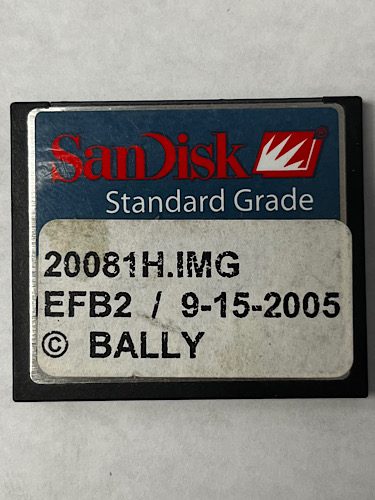 SanDisk
Standard Grade
20081H.IMG
EFB2 / 9-15-2005
© BALLY